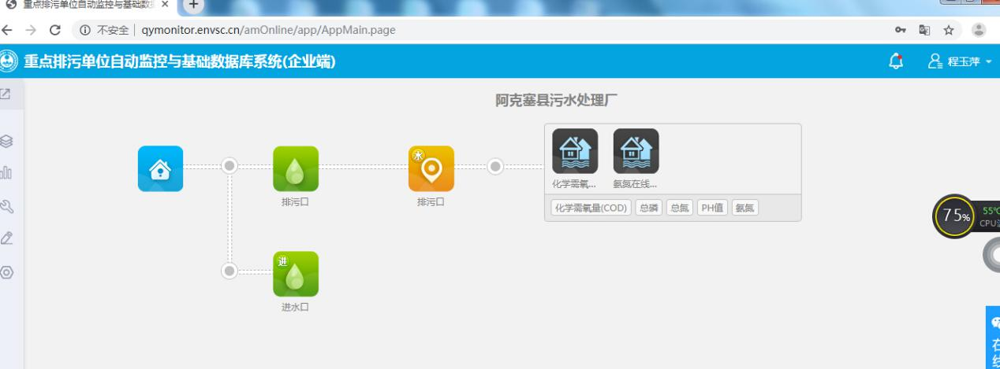 重点排污单位自动监控与基础数
不安全 | qymonitor.envsc.cn/amOnline/app/AppMain.page
重点排污单位自动监控与基础数据库系统(企业端)
程玉萍
阿克塞县污水处理厂
水
化学需氧... 氨氮在线...
排污口 排污口
化学需氧量(COD) 总磷 总氮 PH值 氨氮
75% 55℃
CPU
进
进水口
在
线